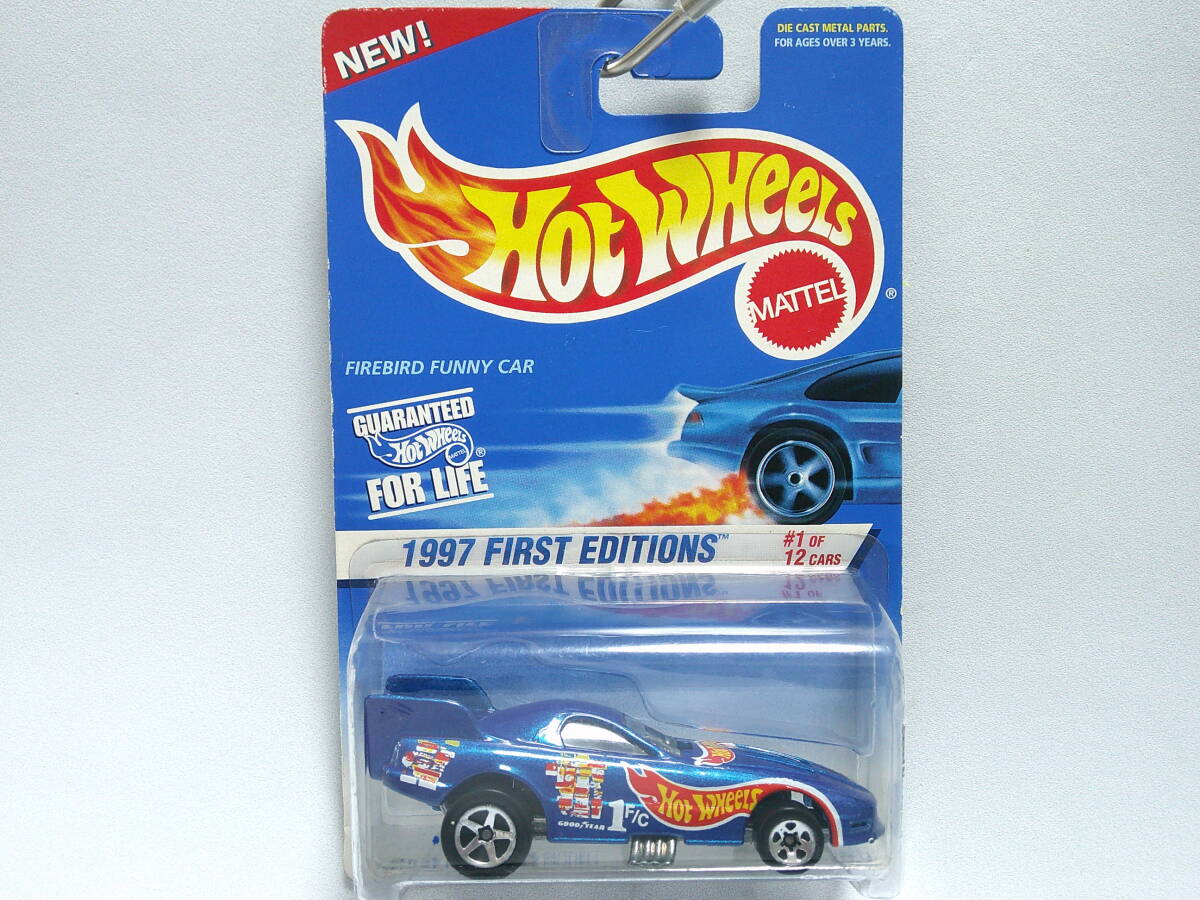 NEW!
DIE CAST METAL PARTS.
FOR AGES OVER 3 YEARS.
HOT WHEELS
MATTEL
®
FIREBIRD FUNNY CAR
GUARANTEED
HOT WHEELS
MATTEL
®
FOR LIFE
1997 FIRST EDITIONS™
#1 OF
12 CARS
HOT WHEELS
1 F/C
GOOD YEAR